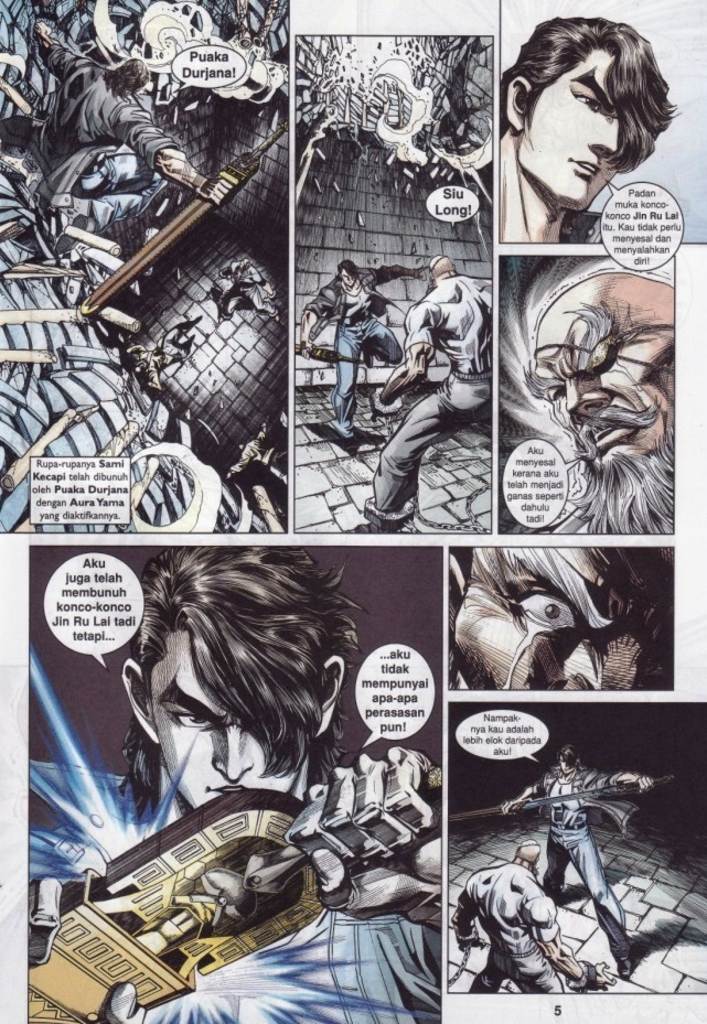 Puaka
Durjana!
Rupa-rupanya Sami
Kecapi telah dibunuh
oleh Puaka Durjana
dengan Aura Yama
yang diaktifkannya.
Siu
Long!
Padan
muka konco-
konco Jin Ru Lai
itu. Kau tidak perlu
menyesal dan
menyalahkan
diri!
Aku
menyesal
kerana aku
telah menjadi
ganas seperti
dahulu
tadi!
Aku
juga telah
membunuh
konco-konco
Jin Ru Lai tadi
tetapi...
...aku
tidak
mempunyai
apa-apa
perasasan
pun!
Nampak-
nya kau adalah
lebih elok daripada
aku!
5